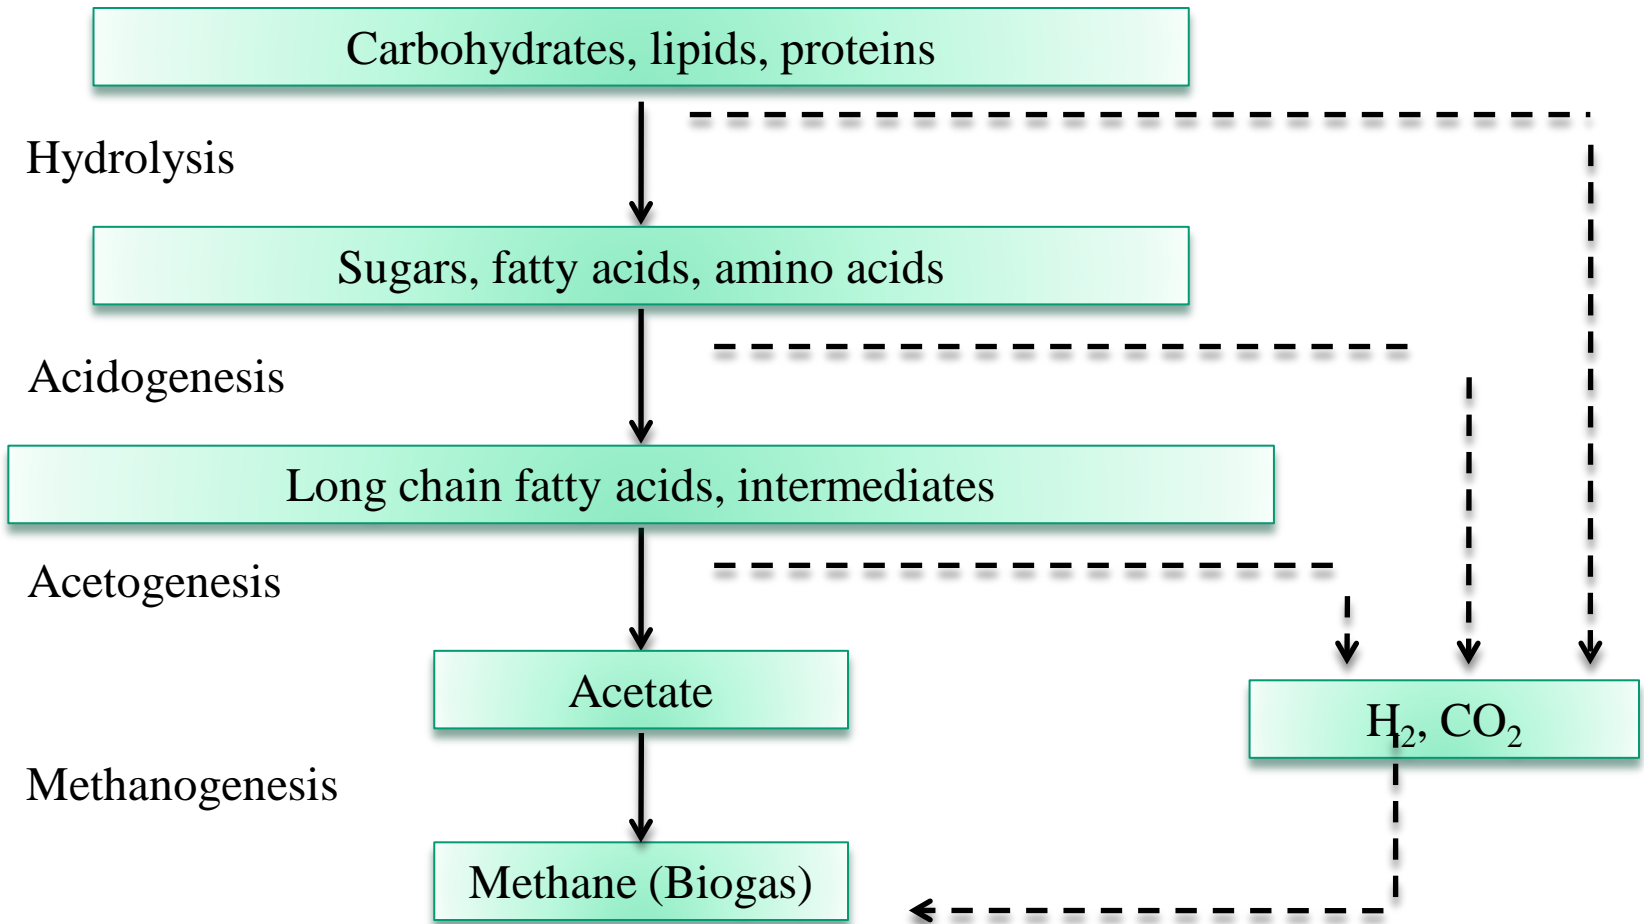 Carbohydrates, lipids, proteins
Hydrolysis
Sugars, fatty acids, amino acids
Acidogenesis
Long chain fatty acids, intermediates
Acetogenesis
Acetate
H₂, CO₂
Methanogenesis
Methane (Biogas)